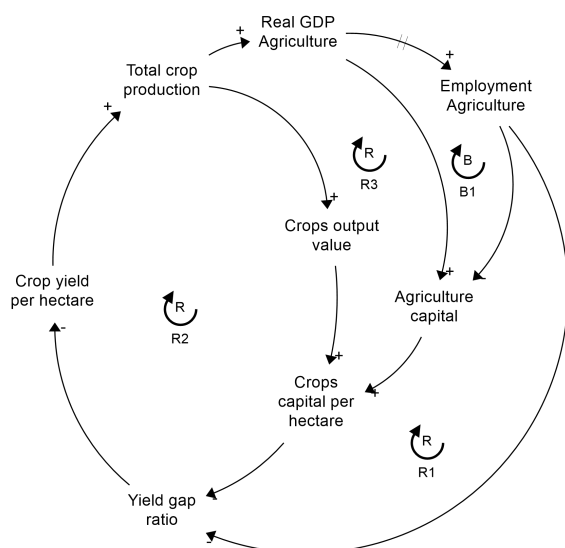 Real GDP
Agriculture
+
+
Total crop
production
Employment
Agriculture
+
R
R3
B
B1
+
Crops output
value
+
-
Crop yield
per hectare
Agriculture
capital
R
R2
-
+
Crops
capital per
hectare
+
R
R1
Yield gap
ratio
-
-